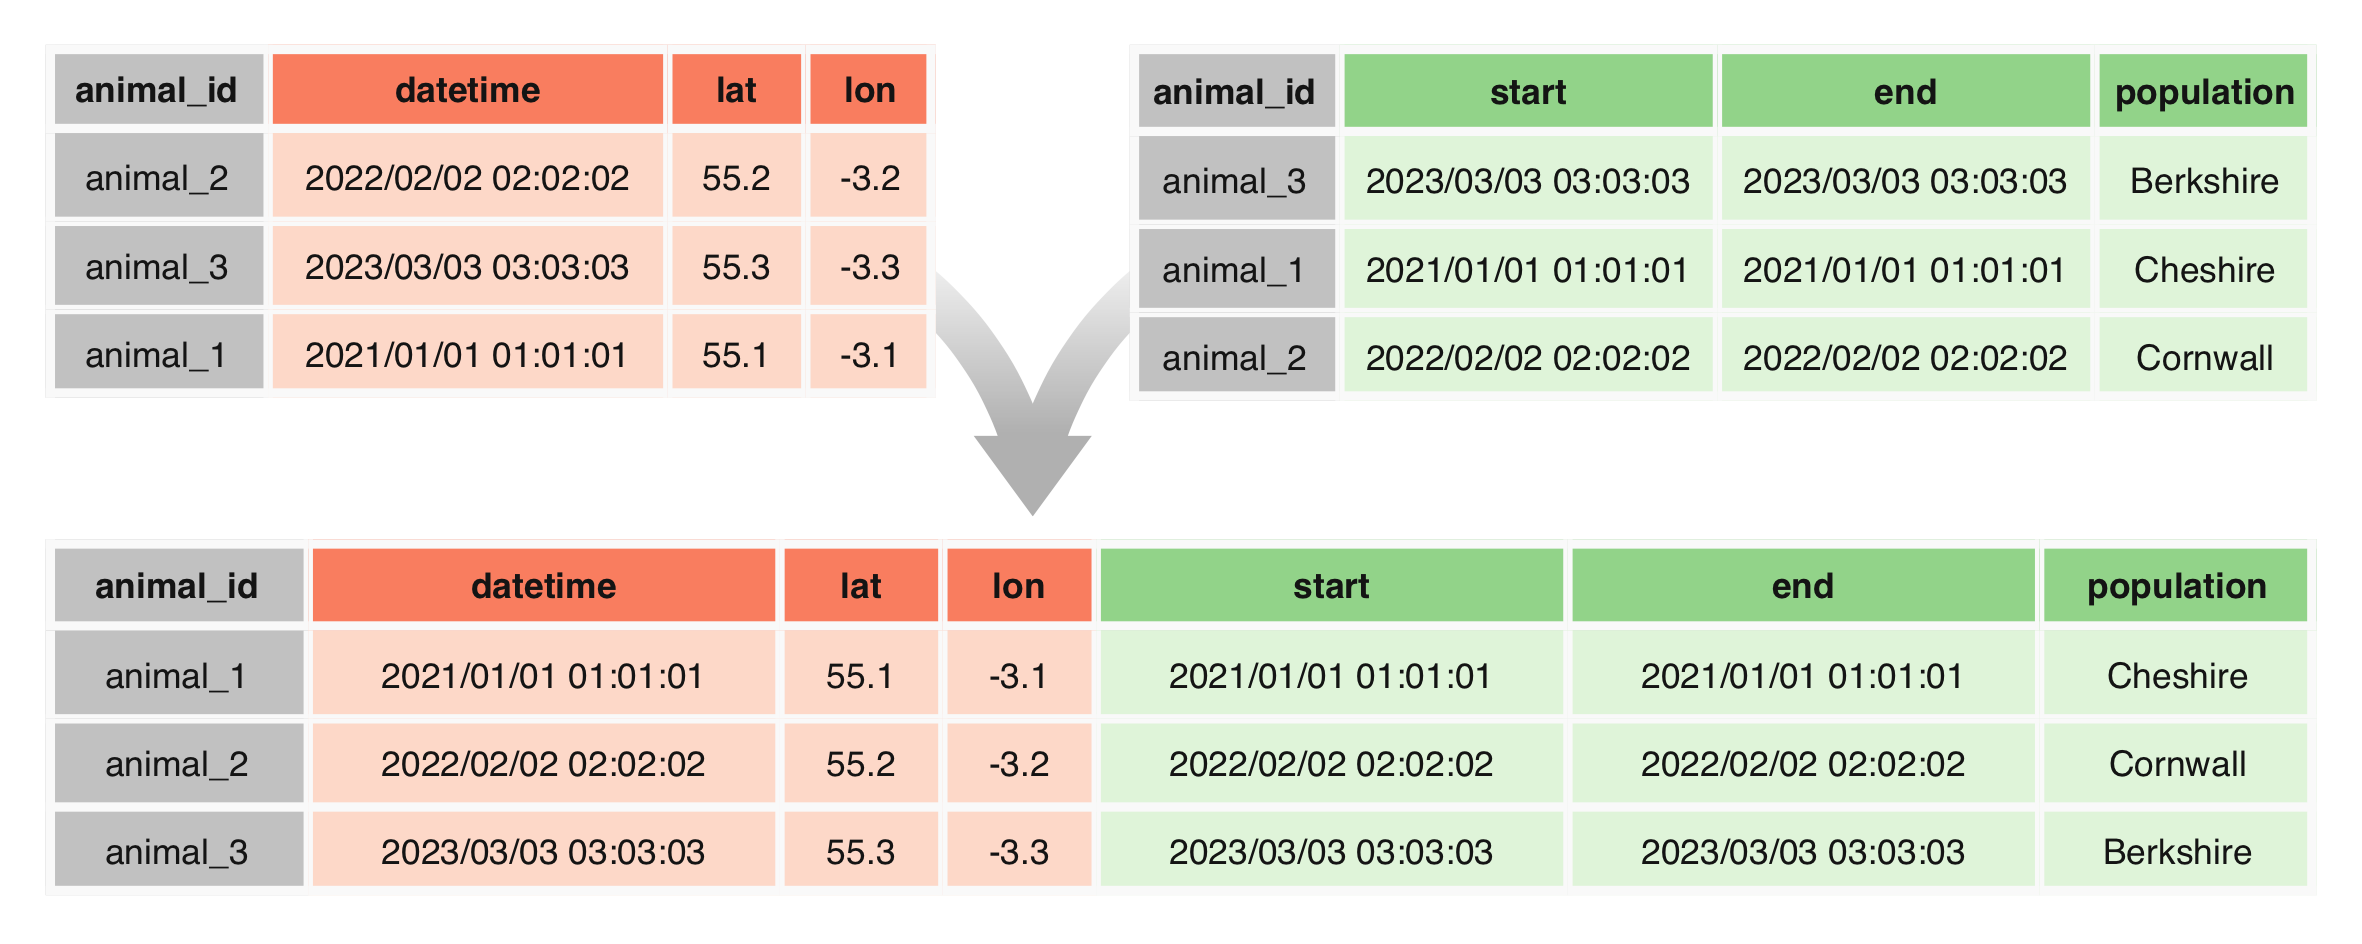 animal_id datetime lat lon
animal_2 2022/02/02 02:02:02 55.2 -3.2
animal_3 2023/03/03 03:03:03 55.3 -3.3
animal_1 2021/01/01 01:01:01 55.1 -3.1
animal_id start end population
animal_3 2023/03/03 03:03:03 2023/03/03 03:03:03 Berkshire
animal_1 2021/01/01 01:01:01 2021/01/01 01:01:01 Cheshire
animal_2 2022/02/02 02:02:02 2022/02/02 02:02:02 Cornwall
animal_id datetime lat lon start end population
animal_1 2021/01/01 01:01:01 55.1 -3.1 2021/01/01 01:01:01 2021/01/01 01:01:01 Cheshire
animal_2 2022/02/02 02:02:02 55.2 -3.2 2022/02/02 02:02:02 2022/02/02 02:02:02 Cornwall
animal_3 2023/03/03 03:03:03 55.3 -3.3 2023/03/03 03:03:03 2023/03/03 03:03:03 Berkshire